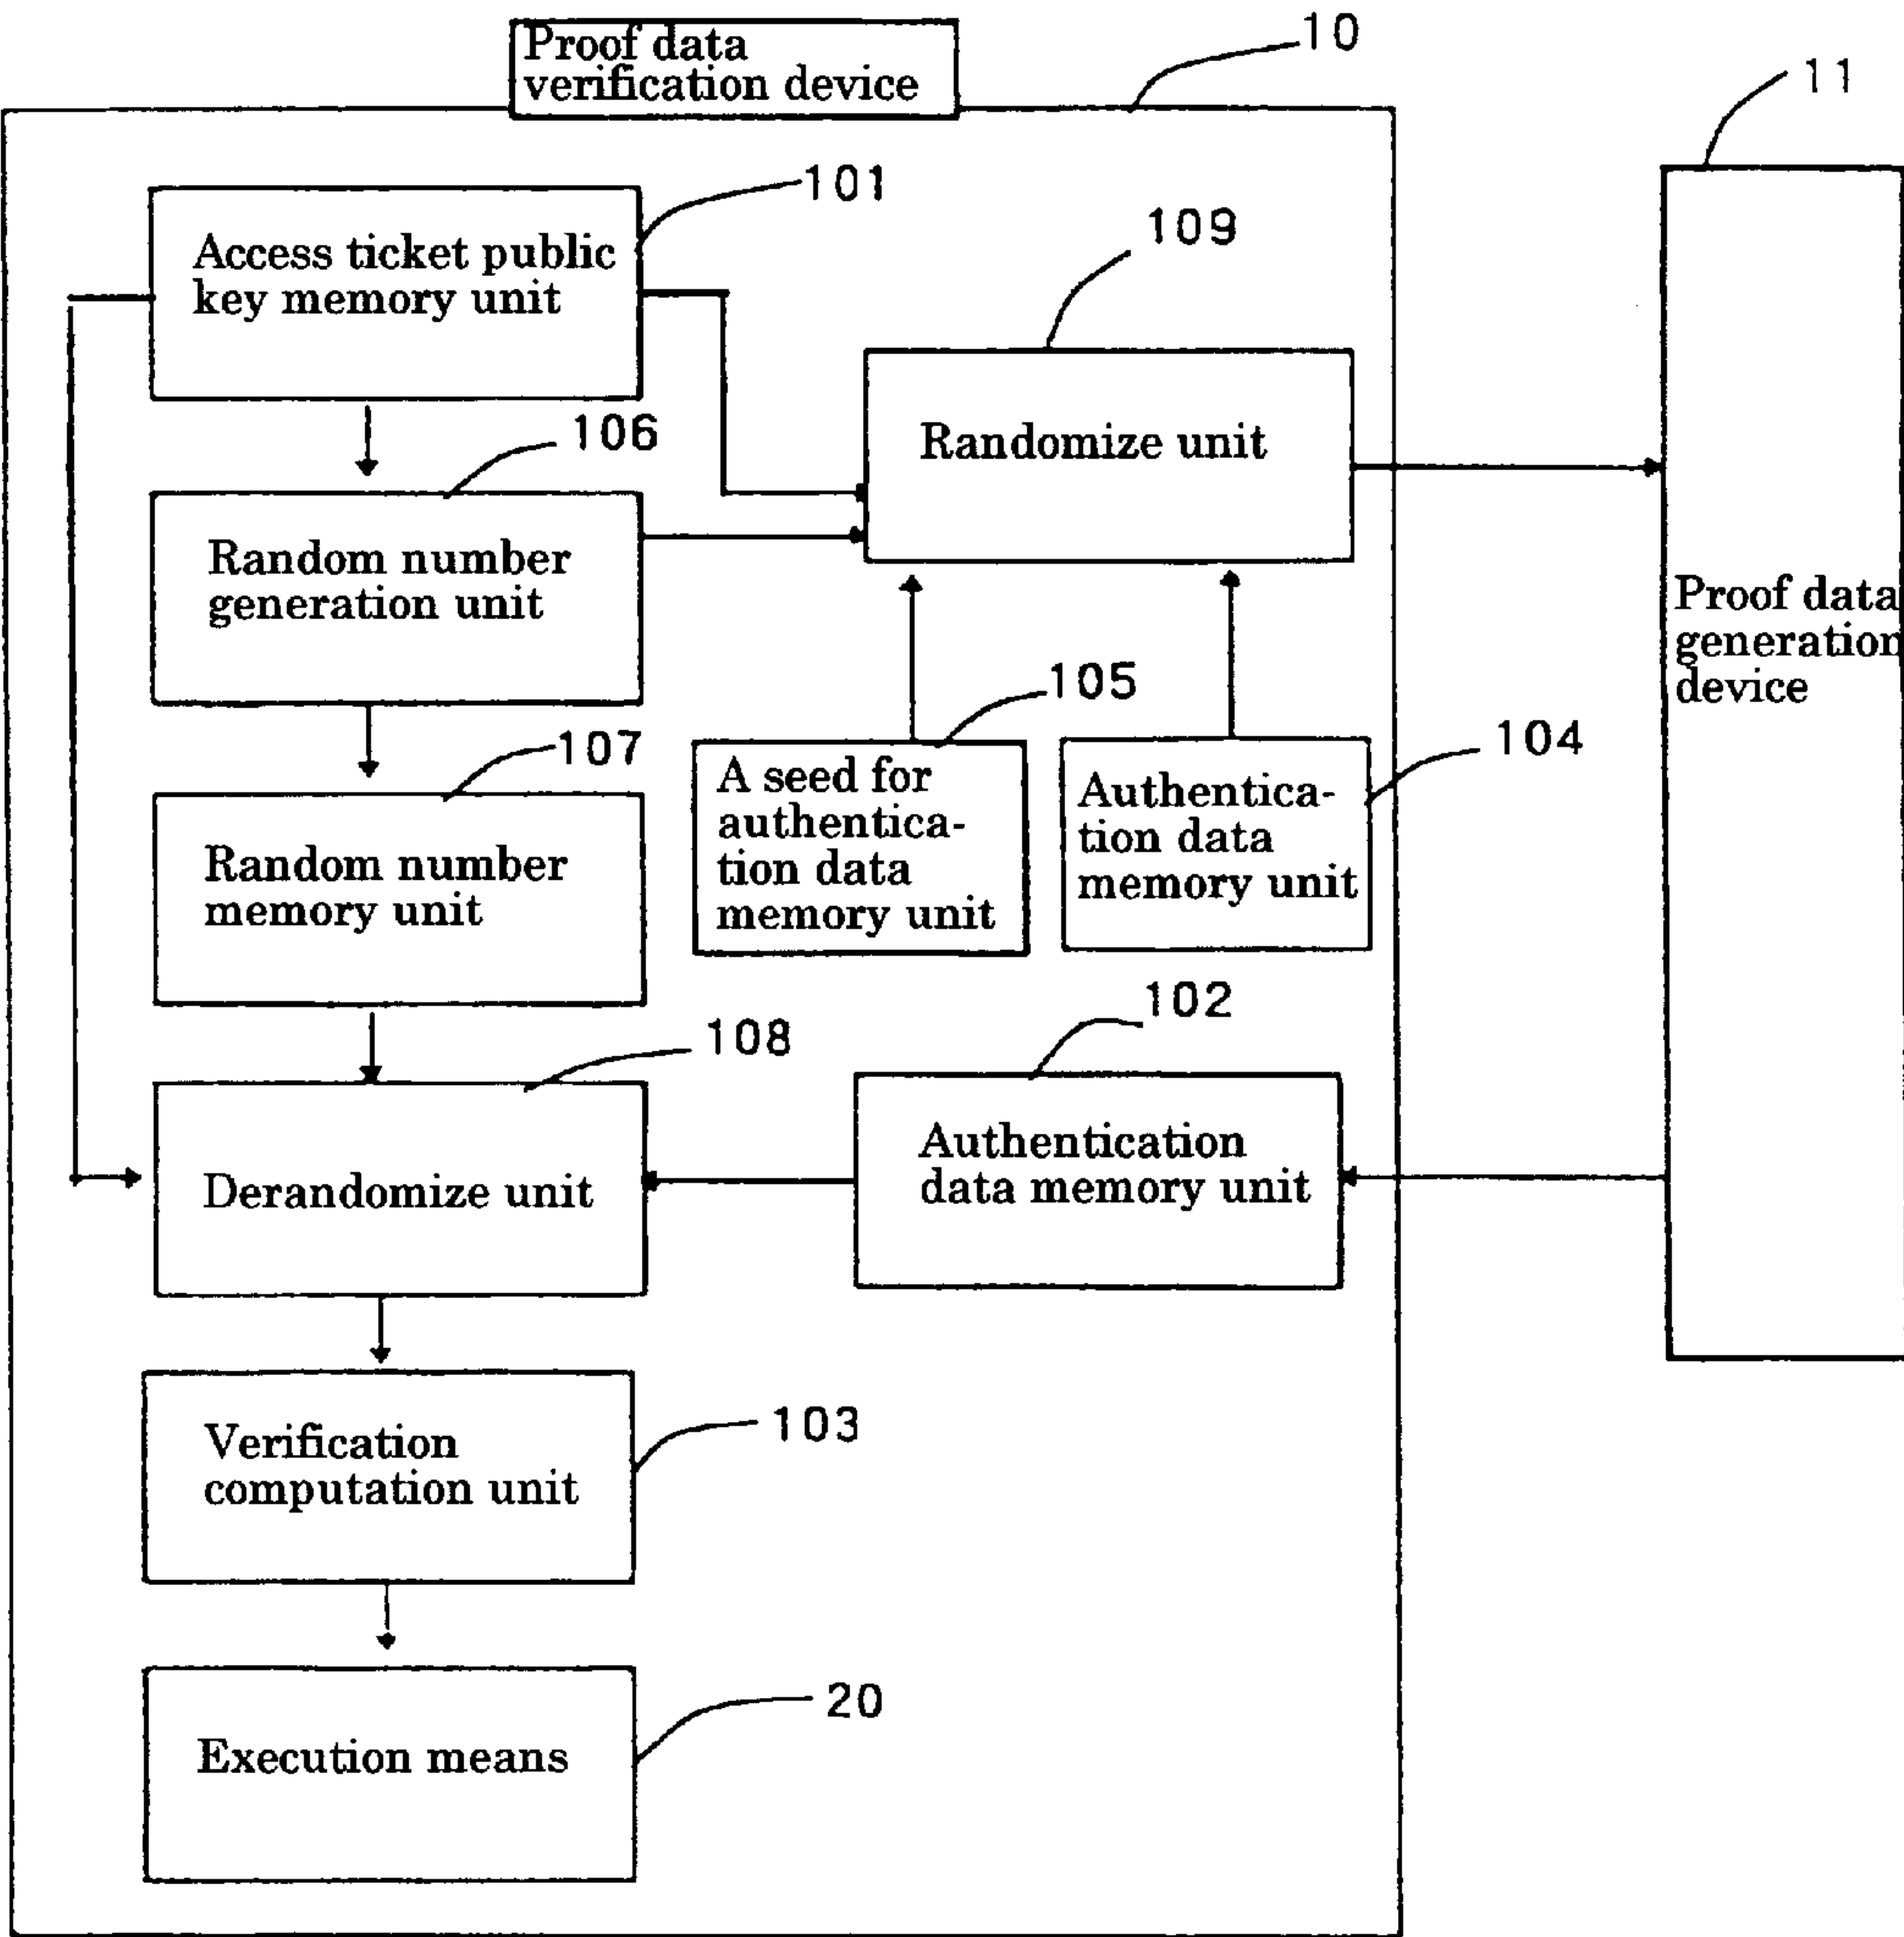 Proof data
verification device
10
11
101
Access ticket public
key memory unit
109
Randomize unit
106
Random number
generation unit
Proof data
generation
device
105
104
107
A seed for
authentica-
tion data
memory unit
Authentica-
tion data
memory unit
Random number
memory unit
102
108
Authentication
data memory unit
Derandomize unit
103
Verification
computation unit
20
Execution means